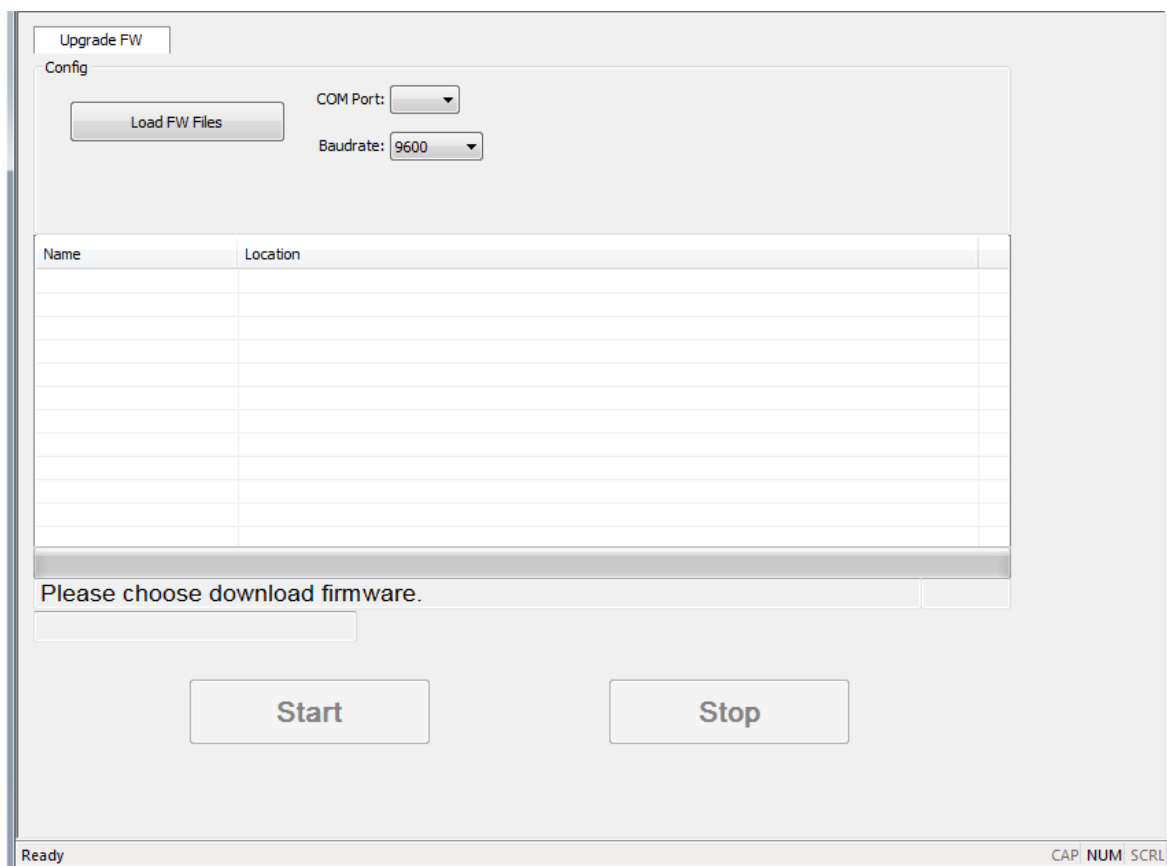 Upgrade FW
Config
Load FW Files
COM Port:
Baudrate: 9600
Name Location
Please choose download firmware.
Start Stop
Ready CAP NUM SCRL